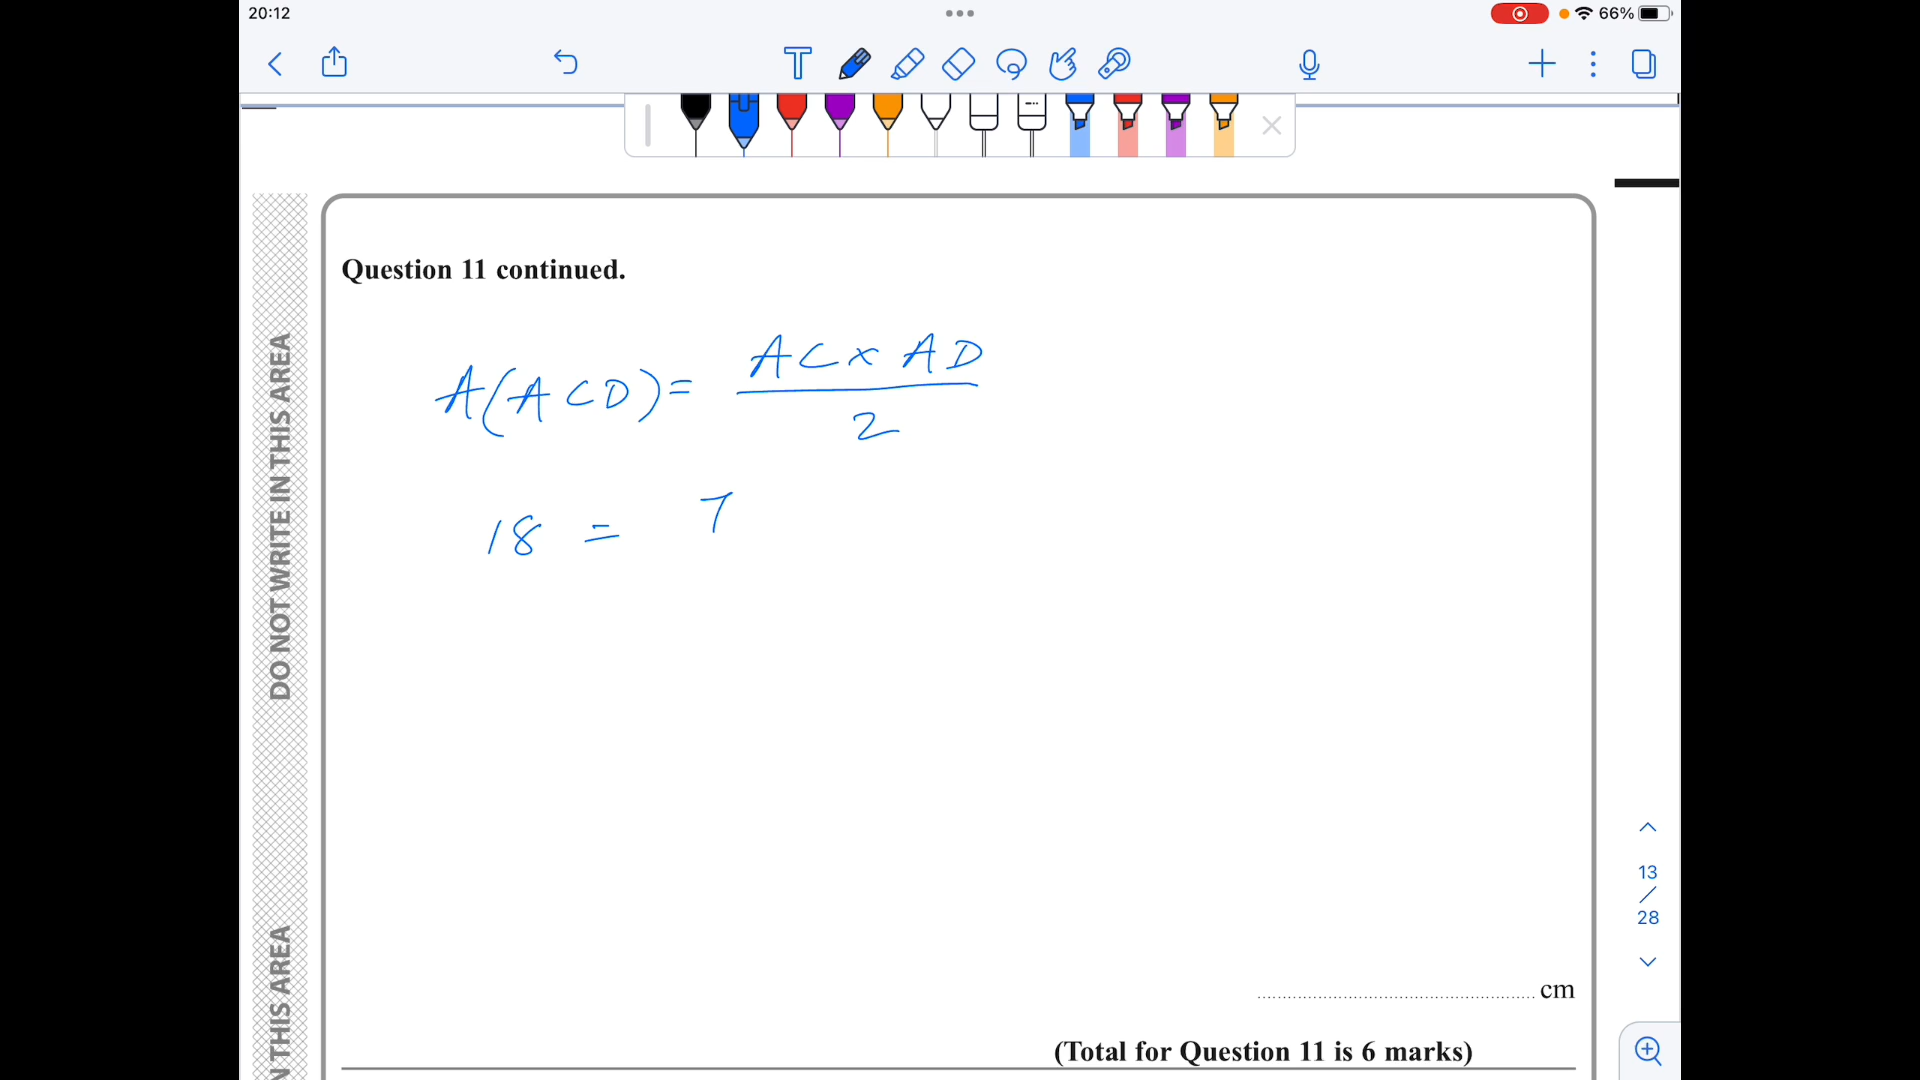 20:12
66%
T
Question 11 continued.
A(ACD) = AC × AD
2
18 = 7
DO NOT WRITE IN THIS AREA
N THIS AREA
13
/
28
cm
(Total for Question 11 is 6 marks)